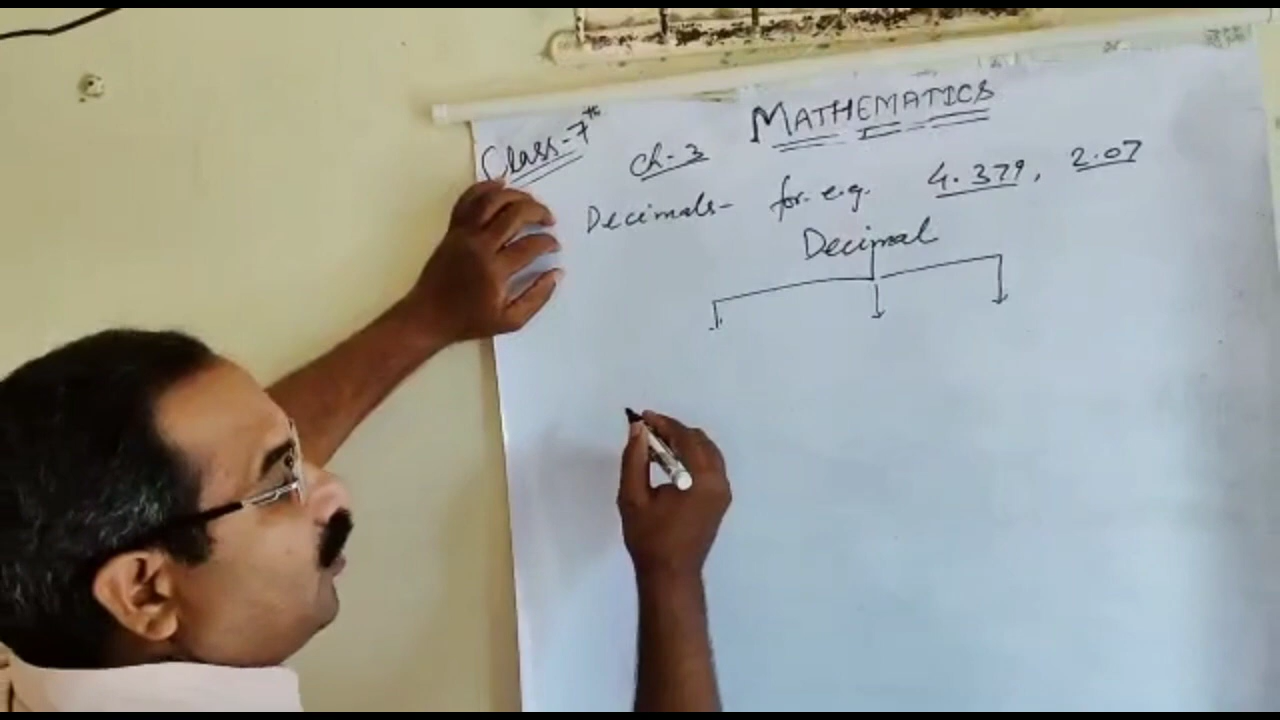 MATHEMATICS
Class-7th Ch-3
Decimals- for.e.g. 4.379, 2.07
Decimal